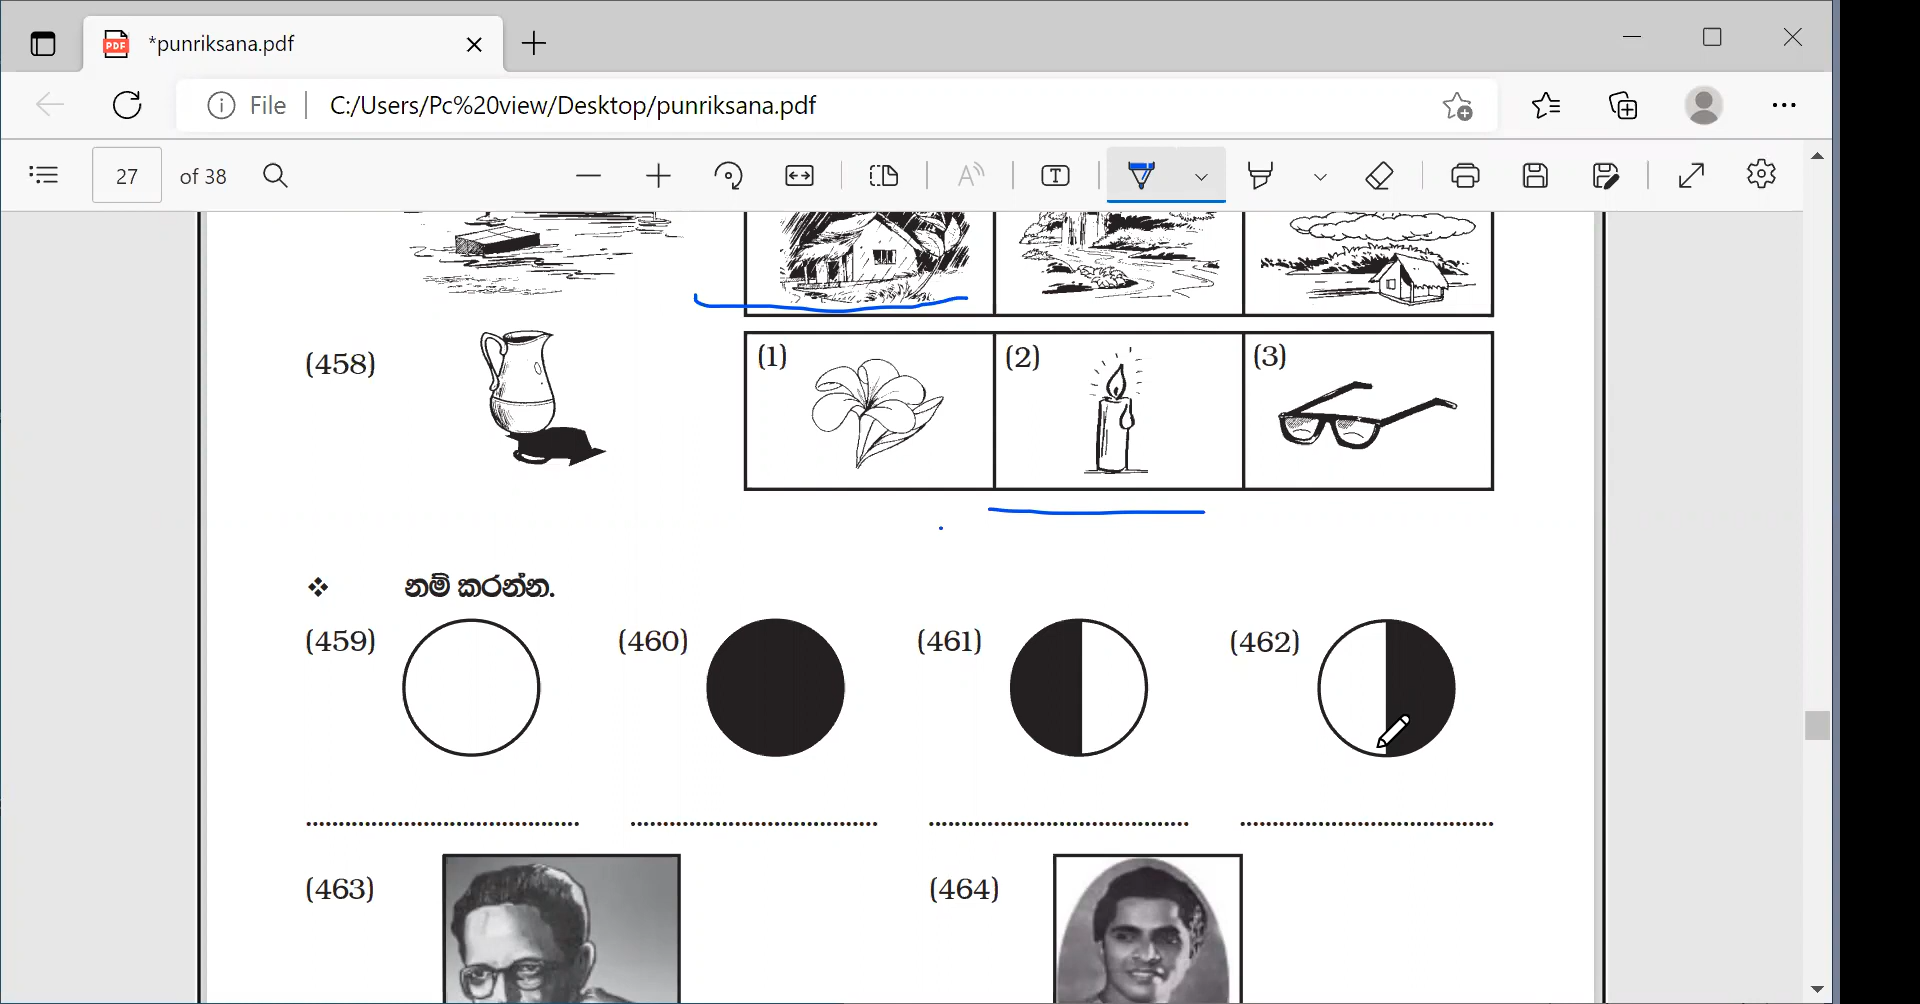 *punriksana.pdf
File
C:/Users/Pc%20view/Desktop/punriksana.pdf
27 of 38
(458)
(1) (2) (3)
නම් කරන්න.
(459) (460) (461) (462)
(463) (464)